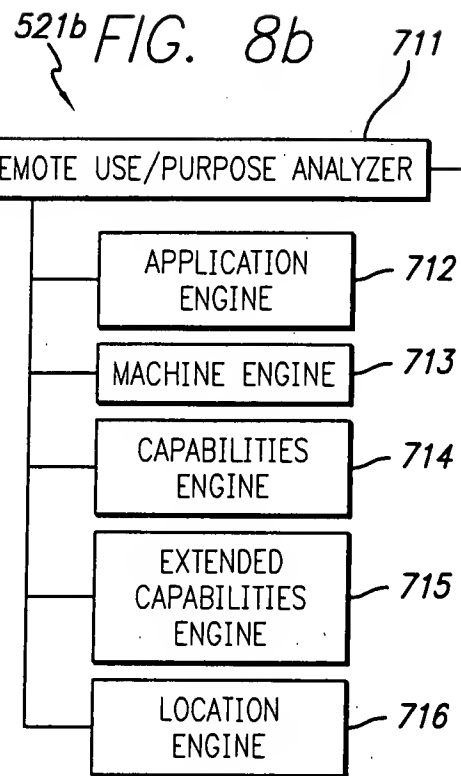 521b FIG. 8b 711
EMOTE USE/PURPOSE ANALYZER
APPLICATION
ENGINE 712
MACHINE ENGINE 713
CAPABILITIES
ENGINE 714
EXTENDED
CAPABILITIES
ENGINE 715
LOCATION
ENGINE 716